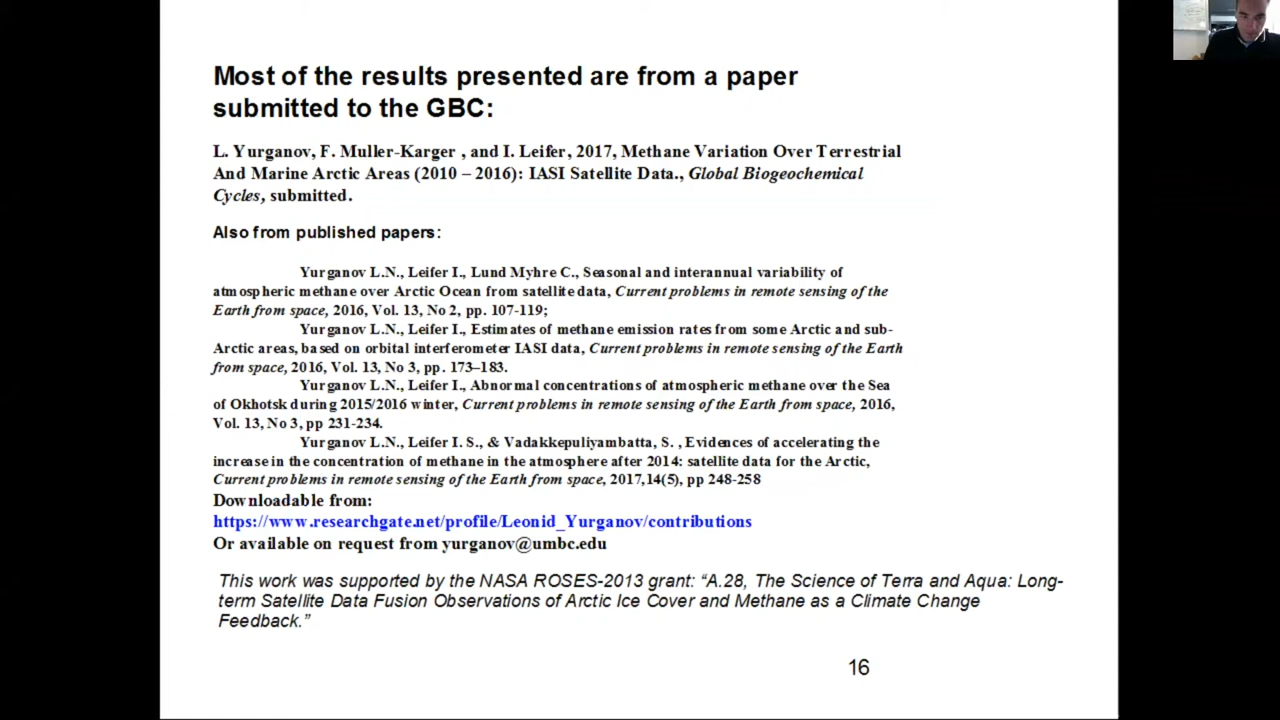 Most of the results presented are from a paper
submitted to the GBC:
L. Yurganov, F. Muller-Karger , and I. Leifer, 2017, Methane Variation Over Terrestrial
And Marine Arctic Areas (2010 – 2016): IASI Satellite Data., Global Biogeochemical
Cycles, submitted.
Also from published papers:
Yurganov L.N., Leifer I., Lund Myhre C., Seasonal and interannual variability of
atmospheric methane over Arctic Ocean from satellite data, Current problems in remote sensing of the
Earth from space, 2016, Vol. 13, No 2, pp. 107-119;
Yurganov L.N., Leifer I., Estimates of methane emission rates from some Arctic and sub-
Arctic areas, based on orbital interferometer IASI data, Current problems in remote sensing of the Earth
from space, 2016, Vol. 13, No 3, pp. 173–183.
Yurganov L.N., Leifer I., Abnormal concentrations of atmospheric methane over the Sea
of Okhotsk during 2015/2016 winter, Current problems in remote sensing of the Earth from space, 2016,
Vol. 13, No 3, pp 231-234.
Yurganov L.N., Leifer I. S., & Vadakkepuliyambatta, S. , Evidences of accelerating the
increase in the concentration of methane in the atmosphere after 2014: satellite data for the Arctic,
Current problems in remote sensing of the Earth from space, 2017,14(5), pp 248-258
Downloadable from:
https://www.researchgate.net/profile/Leonid_Yurganov/contributions
Or available on request from yurganov@umbc.edu
This work was supported by the NASA ROSES-2013 grant: “A.28, The Science of Terra and Aqua: Long-
term Satellite Data Fusion Observations of Arctic Ice Cover and Methane as a Climate Change
Feedback.”
16